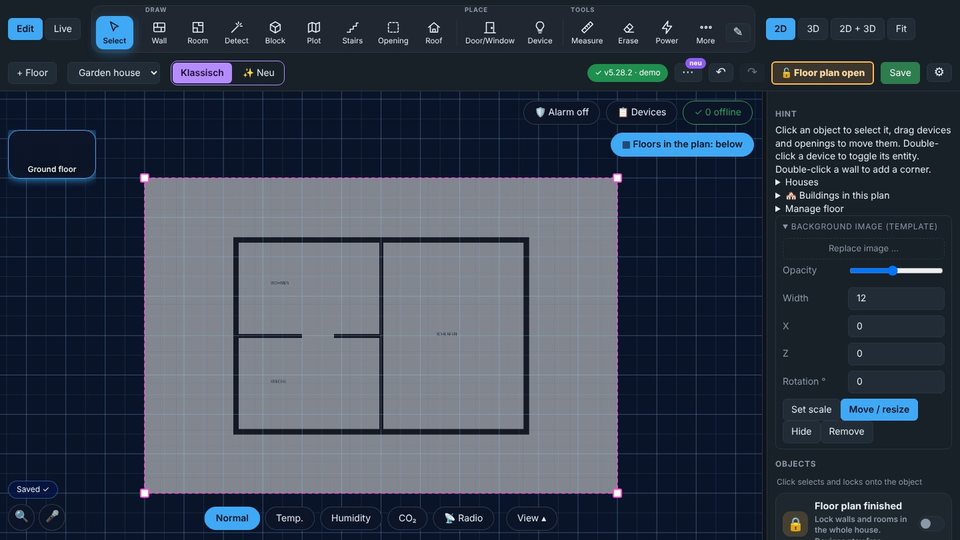 Edit
Live
DRAW
Select
Wall
Room
Detect
Block
Plot
Stairs
Opening
Roof
PLACE
Door/Window
Device
TOOLS
Measure
Erase
Power
More
2D
3D
2D + 3D
Fit
+ Floor
Garden house
Klassisch
✨ Neu
✓ v5.28.2 · demo
neu
🔓 Floor plan open
Save
🛡️ Alarm off
📋 Devices
✓ 0 offline
▦ Floors in the plan: below
Ground floor
HINT
Click an object to select it, drag devices
and openings to move them. Double-
click a device to toggle its entity.
Double-click a wall to add a corner.
▶ Houses
▶ 🏘️ Buildings in this plan
▶ Manage floor
▼ BACKGROUND IMAGE (TEMPLATE)
Replace image ...
Opacity
Width 12
X 0
Z 0
Rotation ° 0
Set scale
Move / resize
Hide
Remove
OBJECTS
Click selects and locks onto the object
Floor plan finished
Lock walls and rooms in
the whole house.
Saved ✓
Normal
Temp.
Humidity
CO₂
📡 Radio
View ▴